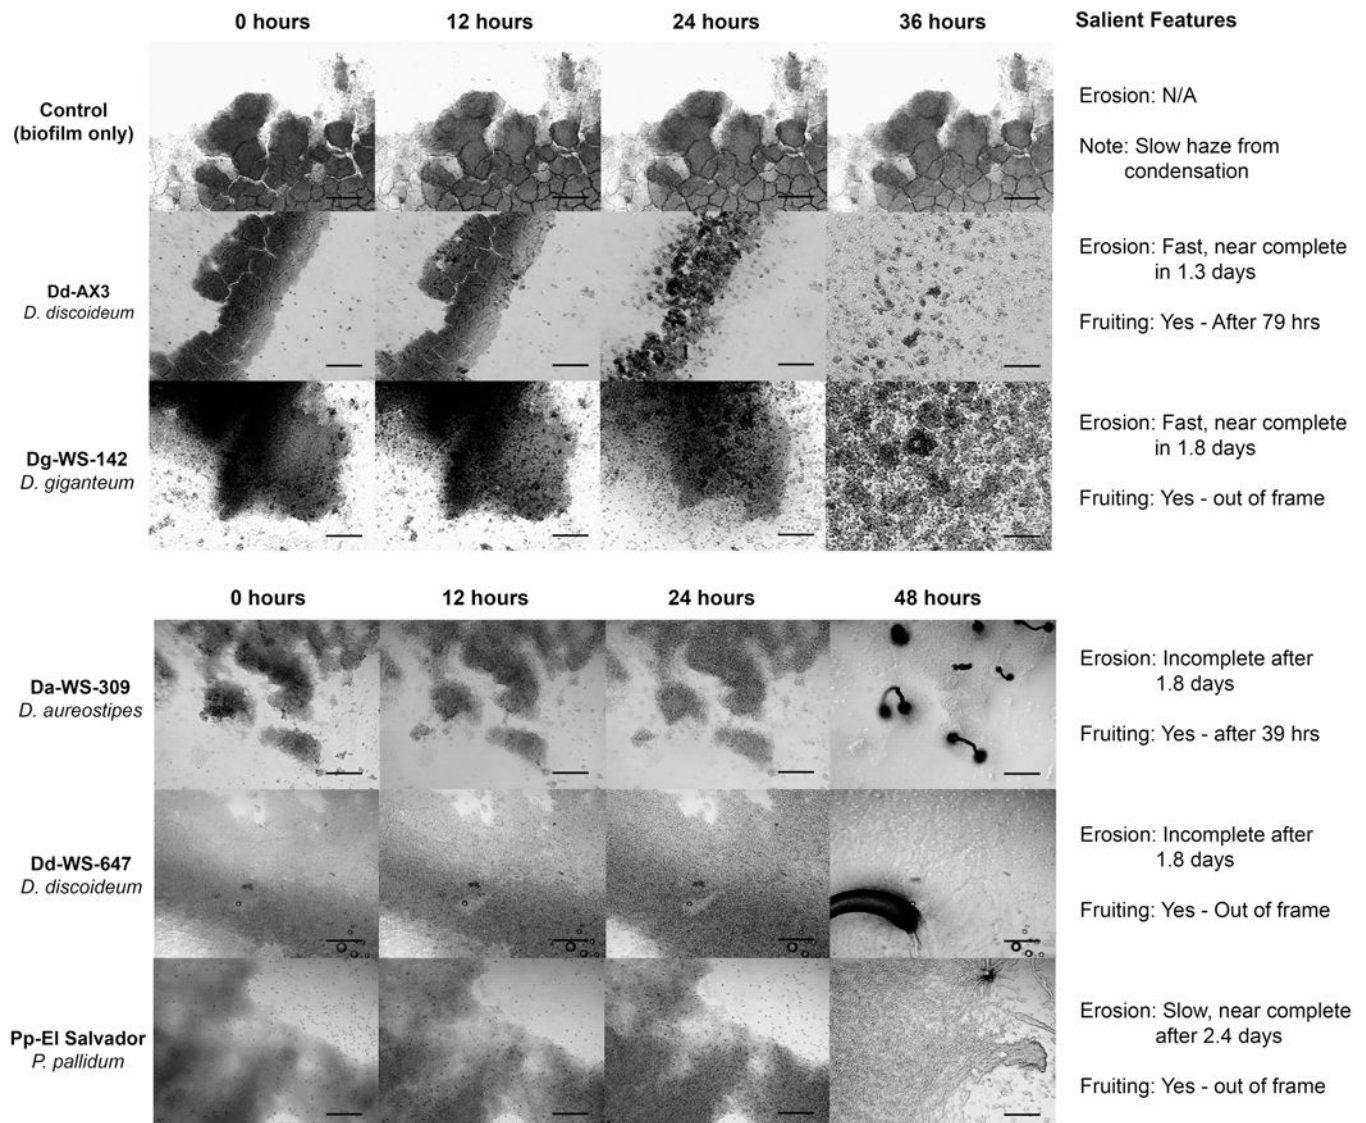 0 hours 12 hours 24 hours 36 hours Salient Features
Control
(biofilm only)
Erosion: N/A
Note: Slow haze from
condensation
Dd-AX3
D. discoideum
Erosion: Fast, near complete
in 1.3 days
Fruiting: Yes - After 79 hrs
Dg-WS-142
D. giganteum
Erosion: Fast, near complete
in 1.8 days
Fruiting: Yes - out of frame
0 hours 12 hours 24 hours 48 hours
Da-WS-309
D. aureostipes
Erosion: Incomplete after
1.8 days
Fruiting: Yes - after 39 hrs
Dd-WS-647
D. discoideum
Erosion: Incomplete after
1.8 days
Fruiting: Yes - Out of frame
Pp-El Salvador
P. pallidum
Erosion: Slow, near complete
after 2.4 days
Fruiting: Yes - out of frame